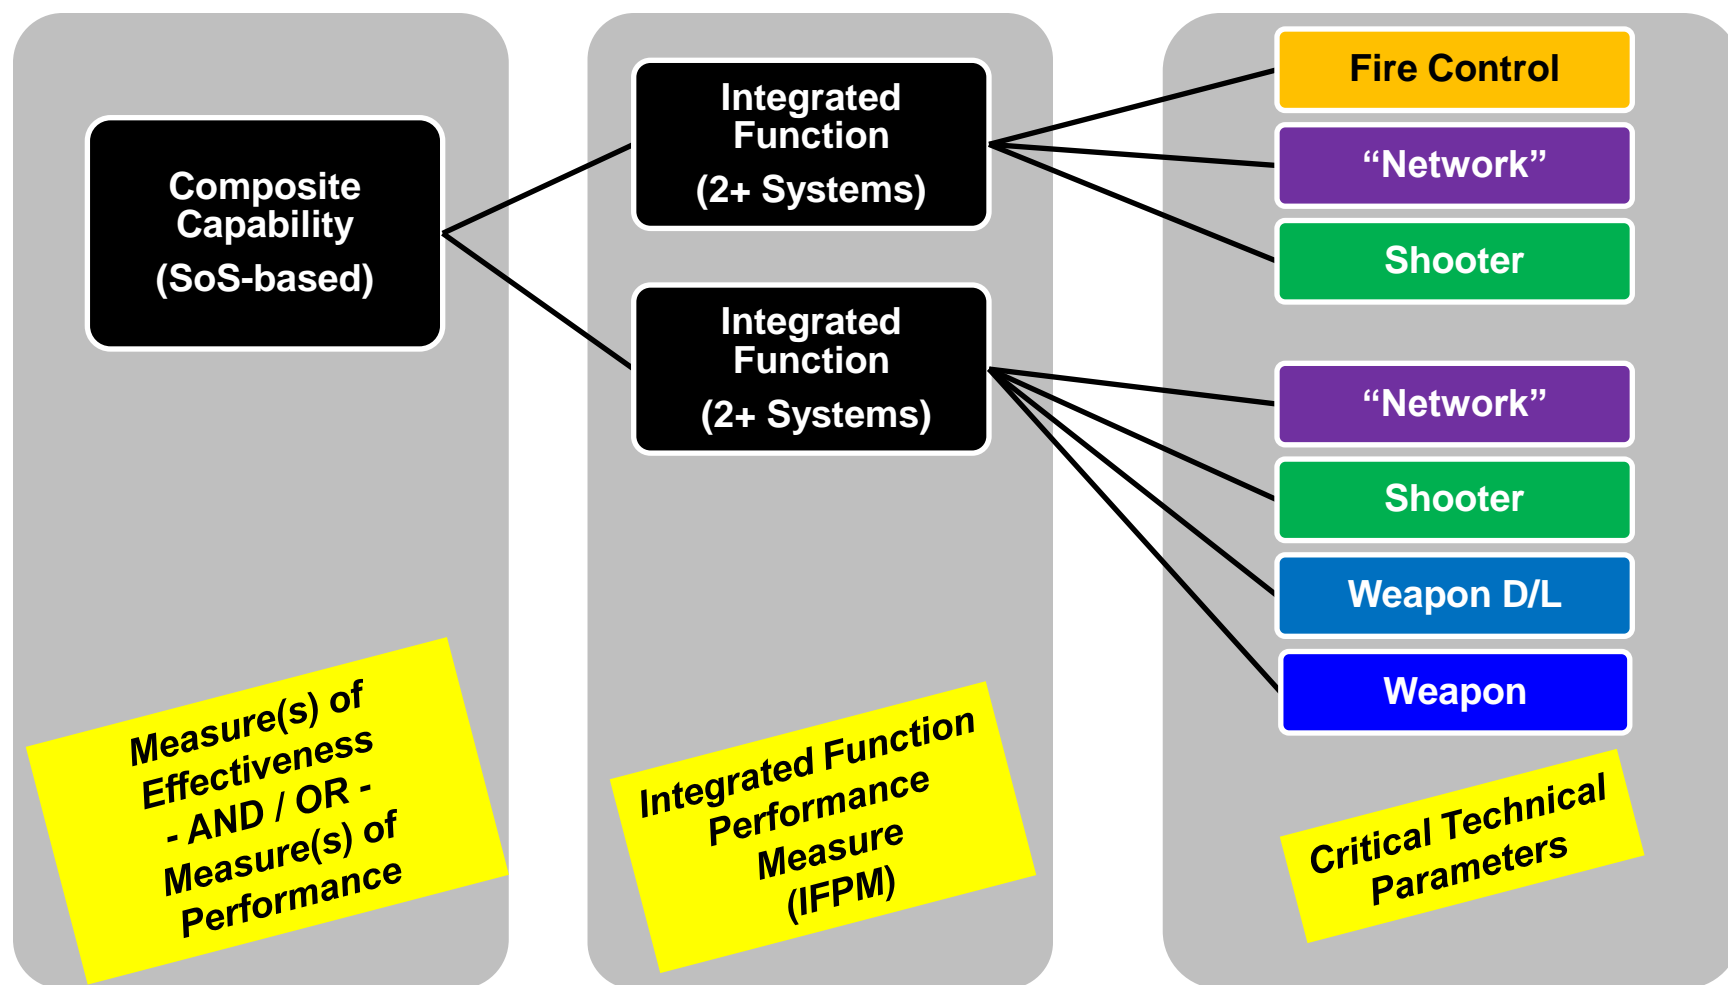 Composite
Capability
(SoS-based)
Measure(s) of
Effectiveness
- AND / OR -
Measure(s) of
Performance
Integrated
Function
(2+ Systems)
Integrated
Function
(2+ Systems)
Integrated Function
Performance
Measure
(IFPM)
Fire Control
“Network”
Shooter
“Network”
Shooter
Weapon D/L
Weapon
Critical Technical
Parameters